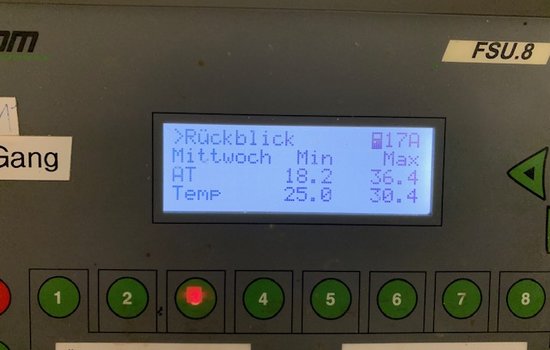 FSU.8
>Rückblick 17A
Mittwoch Min Max
AT 18.2 36.4
Temp 25.0 30.4
Gang
1 2 3 4 5 6 7 8